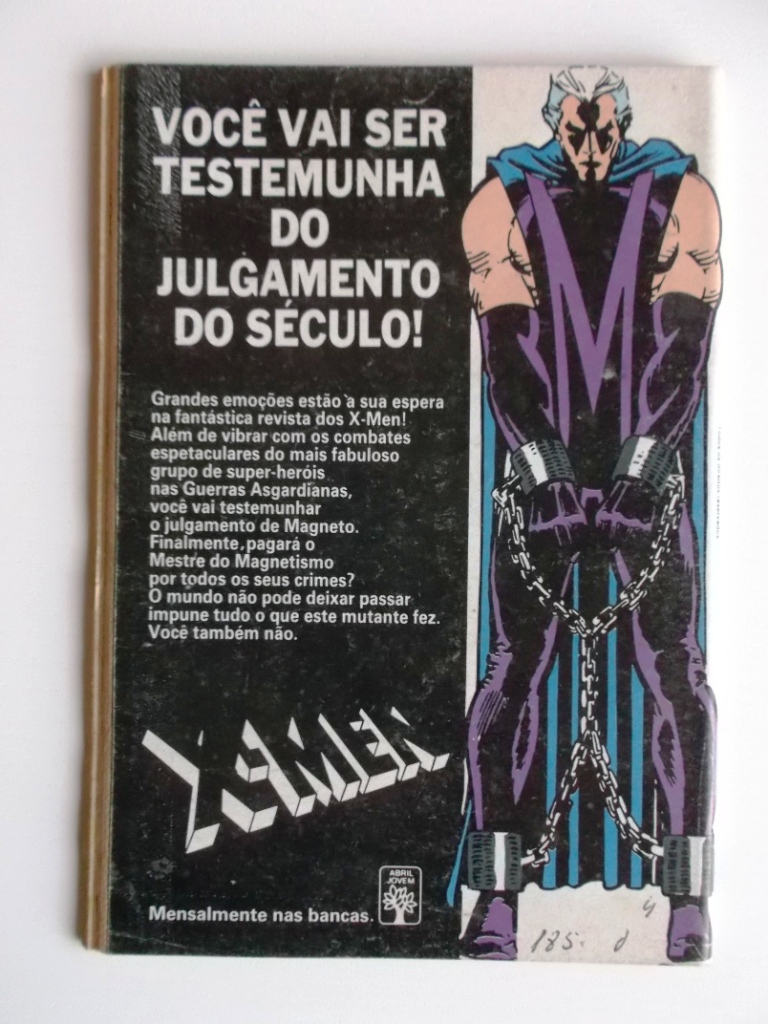 VOCÊ VAI SER
TESTEMUNHA
DO
JULGAMENTO
DO SÉCULO!
Grandes emoções estão à sua espera
na fantástica revista dos X-Men!
Além de vibrar com os combates
espetaculares do mais fabuloso
grupo de super-heróis
nas Guerras Asgardianas,
você vai testemunhar
o julgamento de Magneto.
Finalmente, pagará o
Mestre do Magnetismo
por todos os seus crimes?
O mundo não pode deixar passar
impune tudo o que este mutante fez.
Você também não.
X-MEN
ABRIL
JOVEM
Mensalmente nas bancas.
M
185.